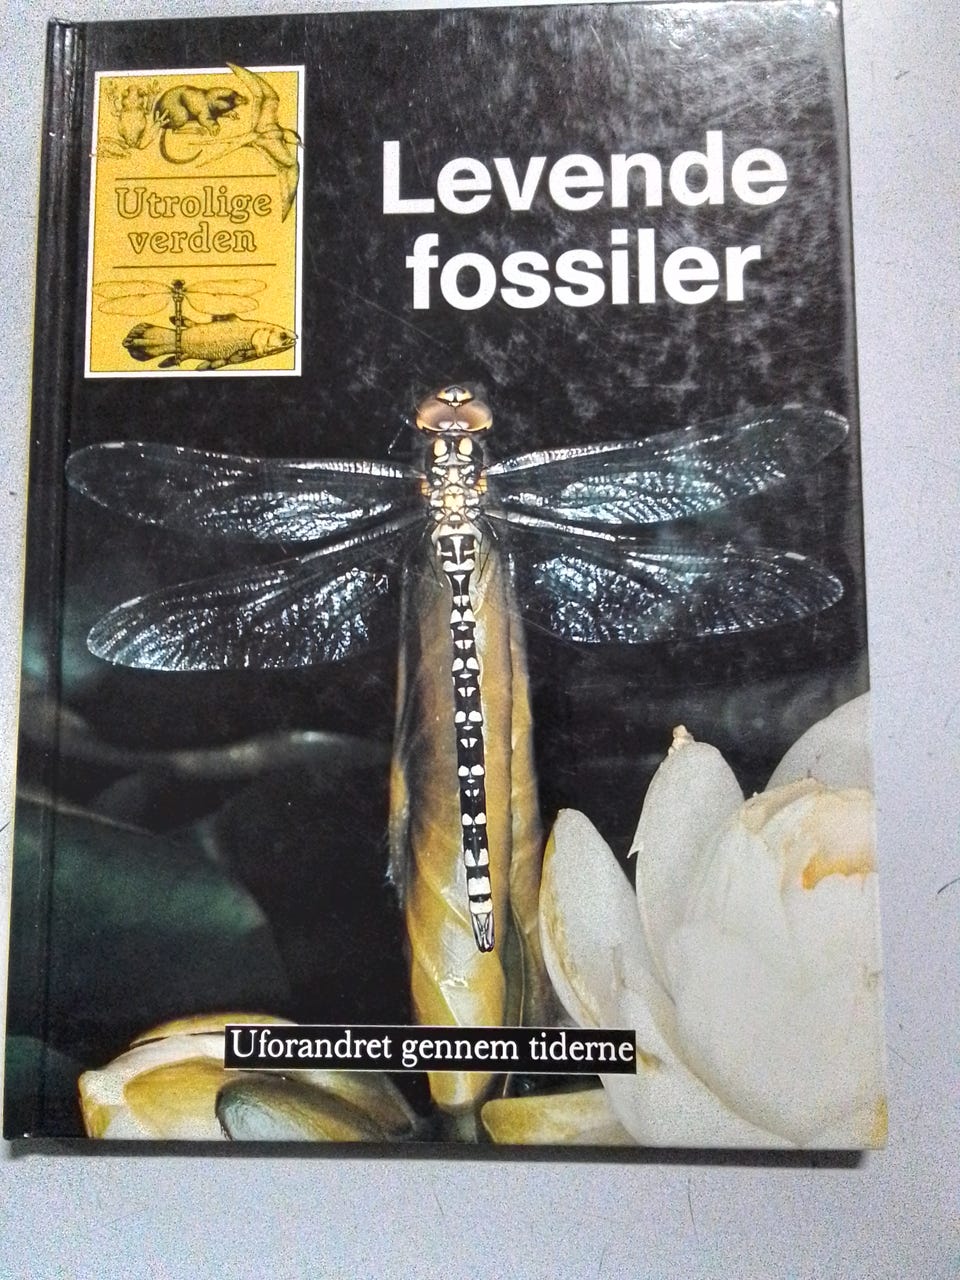 Levende
fossiler
Utrolige
verden
Uforandret gennem tiderne